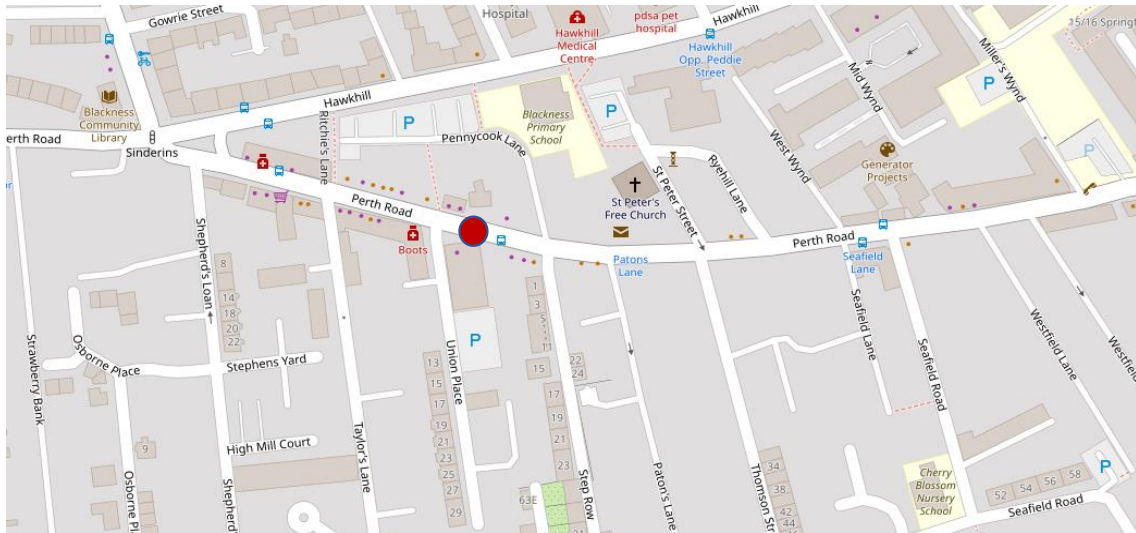 Gowrie Street
Hospital
Hawkhill
Medical
Centre
pdsa pet
hospital
Hawkhill
Hawkhill
Opp. Peddie
Street
Mid Wynd
Miller's Wynd
15/16 Springf
P
Blackness
Community
Library
Hawkhill
Ritchie's Lane
P
Pennycook Lane
Blackness
Primary
School
P
West Wynd
Generator
Projects
P
erth Road
Sinderins
Perth Road
St Peter's
Free Church
St Peter Street
Ryehill Lane
Boots
Patons
Lane
Perth Road
Seafield
Lane
Shepherd's Loan
8
14
18
20
22
Osborne Place
Stephens Yard
Strawberry Bank
High Mill Court
9
Osborne Pl
Shepherd'
Taylor's Lane
Union Place
P
13
15
17
19
21
23
25
27
29
1
3
5
11
15
22
24
17
19
21
23
63E
Step Row
Paton's Lane
Thomson Str
34
38
42
44
46
Seafield Lane
Seafield Road
Westfield Lane
Westfield
Cherry
Blossom
Nursery
School
52
54
56
58
P
Seafield Road